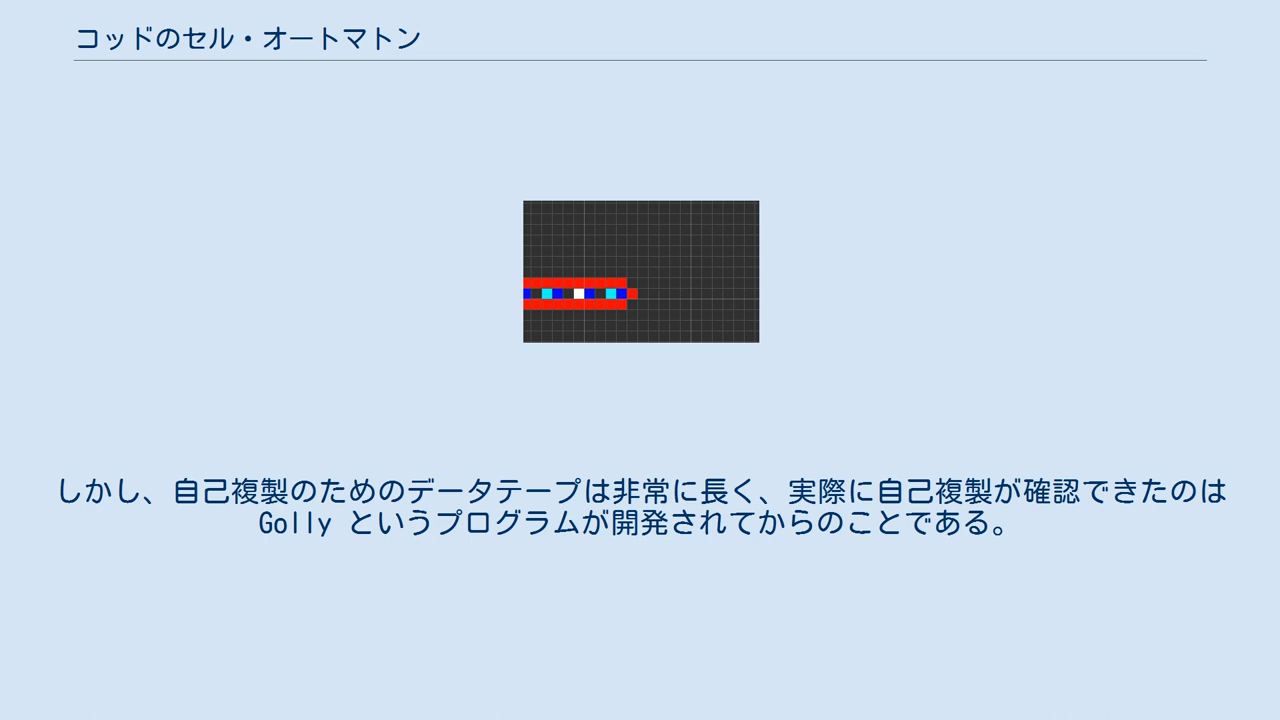 コッドのセル・オートマトン
しかし、自己複製のためのデータテープは非常に長く、実際に自己複製が確認できたのは
Golly というプログラムが開発されてからのことである。